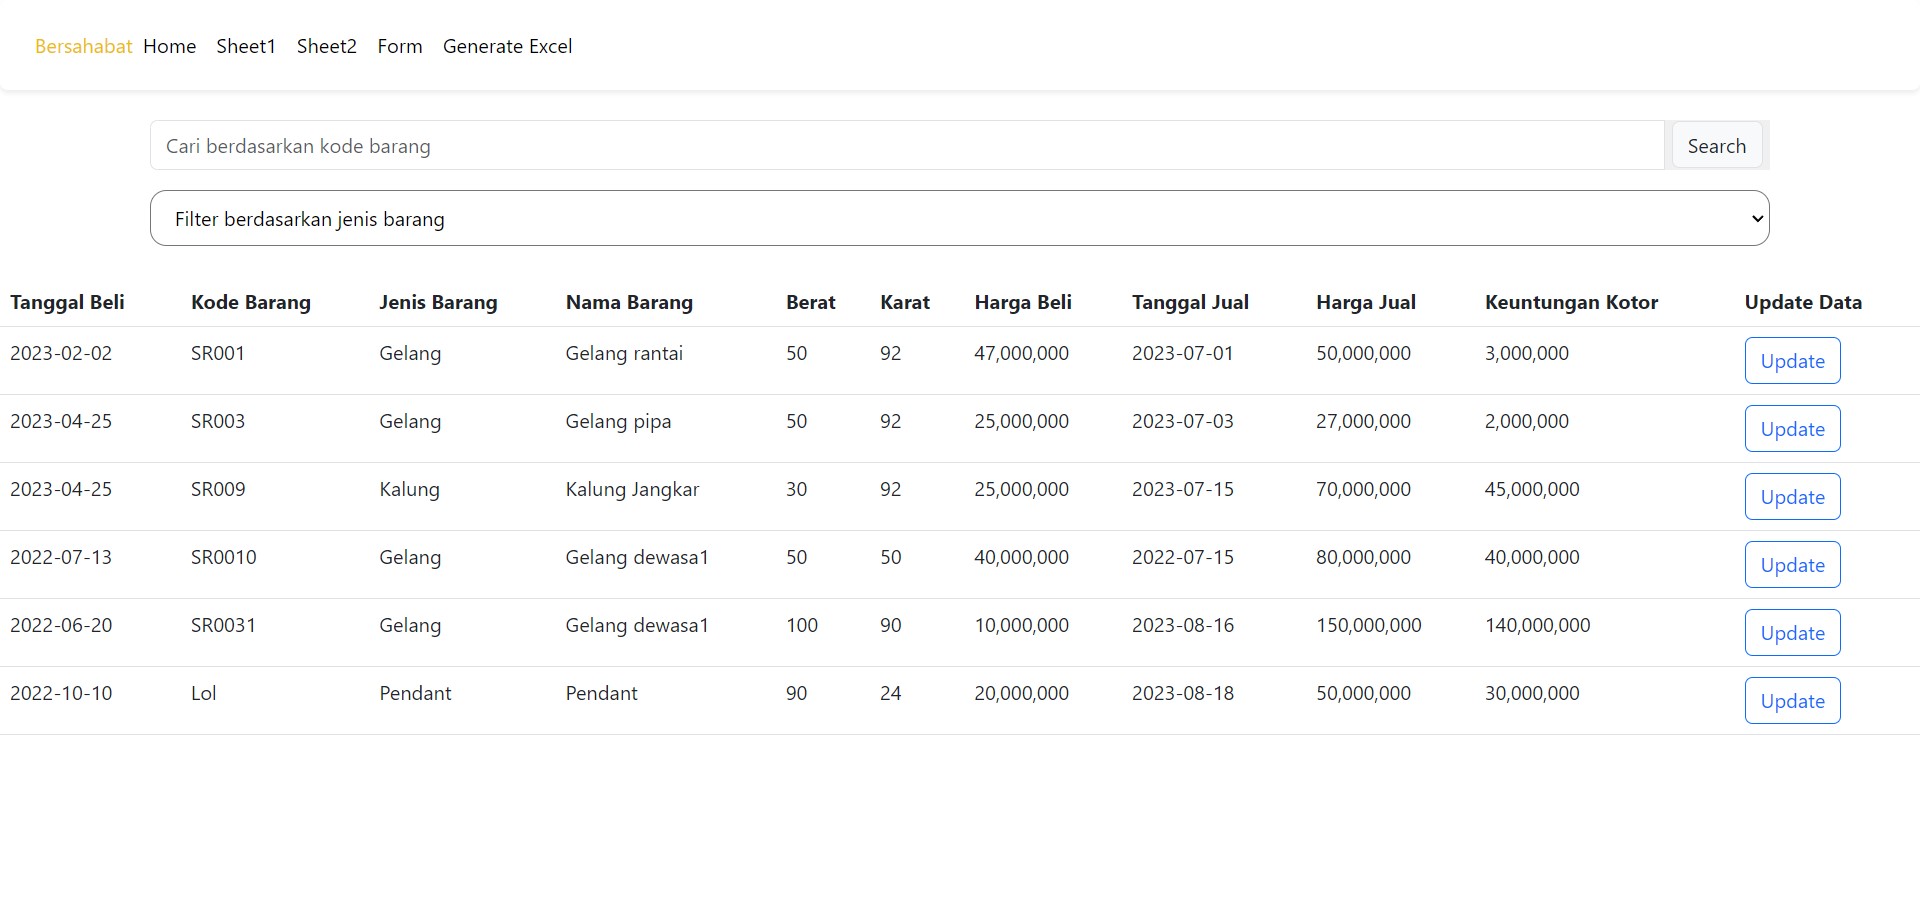 Bersahabat Home Sheet1 Sheet2 Form Generate Excel
Cari berdasarkan kode barang Search
Filter berdasarkan jenis barang
Tanggal Beli Kode Barang Jenis Barang Nama Barang Berat Karat Harga Beli Tanggal Jual Harga Jual Keuntungan Kotor Update Data
2023-02-02 SR001 Gelang Gelang rantai 50 92 47,000,000 2023-07-01 50,000,000 3,000,000 Update
2023-04-25 SR003 Gelang Gelang pipa 50 92 25,000,000 2023-07-03 27,000,000 2,000,000 Update
2023-04-25 SR009 Kalung Kalung Jangkar 30 92 25,000,000 2023-07-15 70,000,000 45,000,000 Update
2022-07-13 SR0010 Gelang Gelang dewasa1 50 50 40,000,000 2022-07-15 80,000,000 40,000,000 Update
2022-06-20 SR0031 Gelang Gelang dewasa1 100 90 10,000,000 2023-08-16 150,000,000 140,000,000 Update
2022-10-10 Lol Pendant Pendant 90 24 20,000,000 2023-08-18 50,000,000 30,000,000 Update